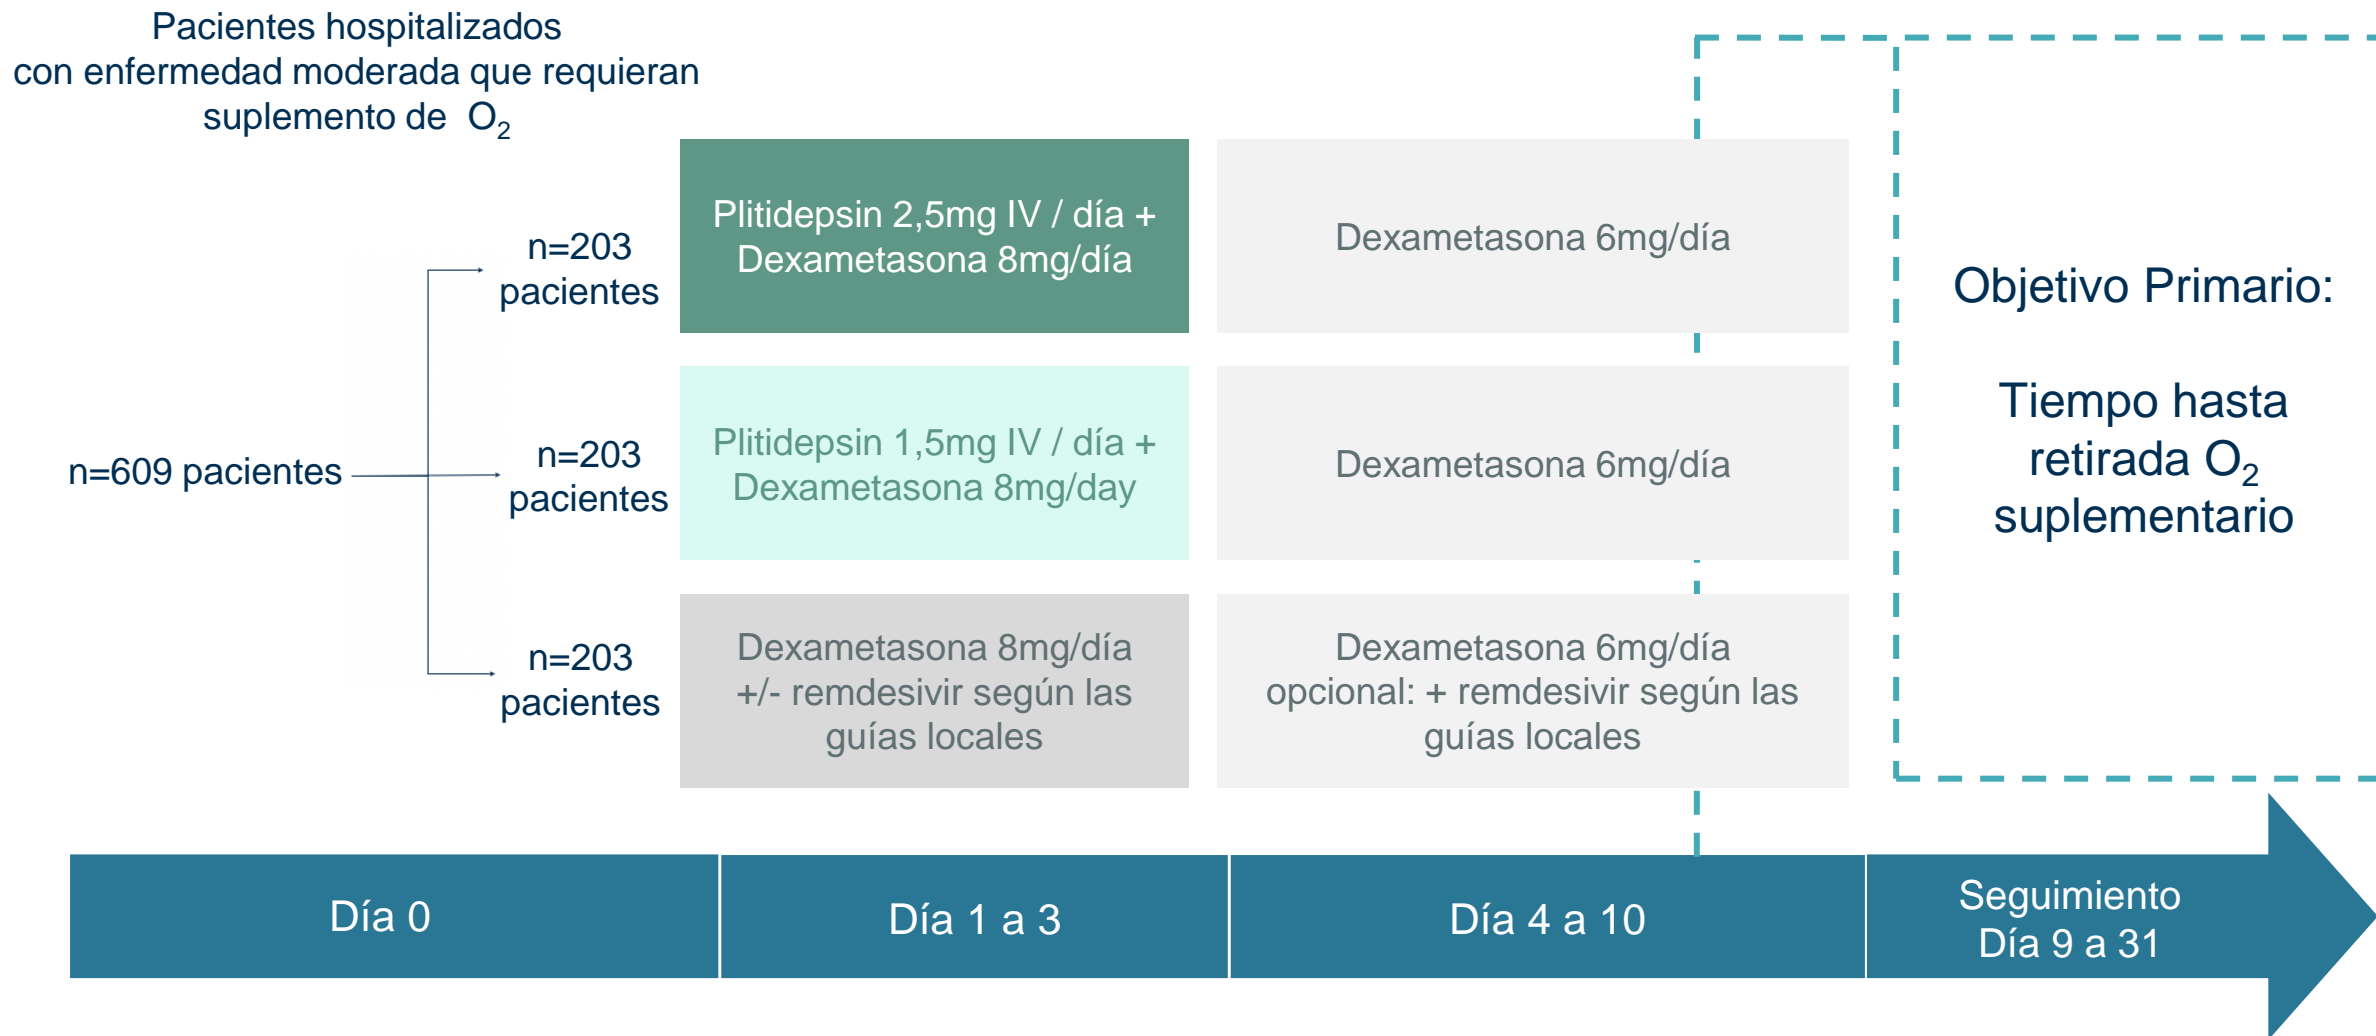 Pacientes hospitalizados
con enfermedad moderada que requieran
suplemento de O₂
n=609 pacientes
n=203
pacientes
Plitidepsin 2,5mg IV / día +
Dexametasona 8mg/día
Dexametasona 6mg/día
n=203
pacientes
Plitidepsin 1,5mg IV / día +
Dexametasona 8mg/day
Dexametasona 6mg/día
n=203
pacientes
Dexametasona 8mg/día
+/- remdesivir según las
guías locales
Dexametasona 6mg/día
opcional: + remdesivir según las
guías locales
Objetivo Primario:
Tiempo hasta
retirada O₂
suplementario
Día 0
Día 1 a 3
Día 4 a 10
Seguimiento
Día 9 a 31